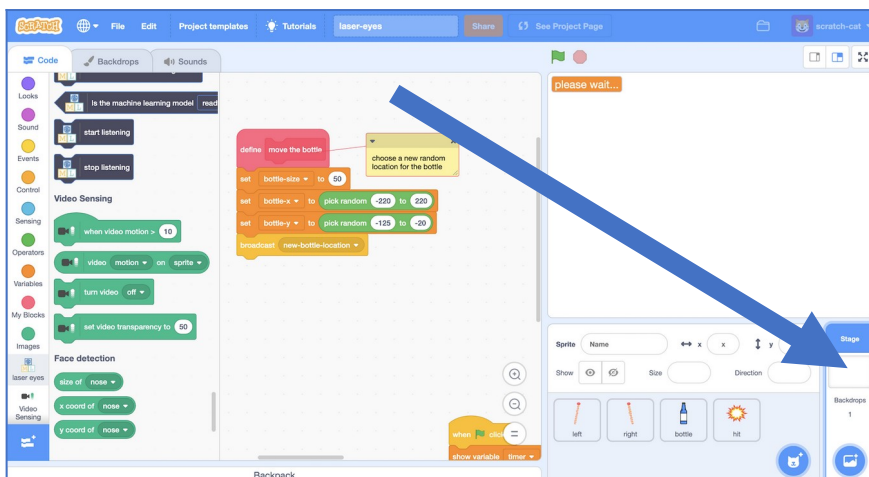 SCRATCH File Edit Project templates Tutorials laser-eyes Share See Project Page scratch-cat
Code Backdrops Sounds
please wait...
Looks
Sound
Events
Control
Sensing
Operators
Variables
My Blocks
Images
laser eyes
Video
Sensing
Is the machine learning model read
start listening
stop listening
Video Sensing
when video motion > 10
video motion on sprite
turn video off
set video transparency to 50
Face detection
size of nose
x coord of nose
y coord of nose
define move the bottle
choose a new random
location for the bottle
set bottle-size to 50
set bottle-x to pick random -220 to 220
set bottle-y to pick random -125 to -20
broadcast new-bottle-location
when click
show variable timer
Backpack
Sprite Name x x y
Show Size Direction
left right bottle hit
Stage
Backdrops
1